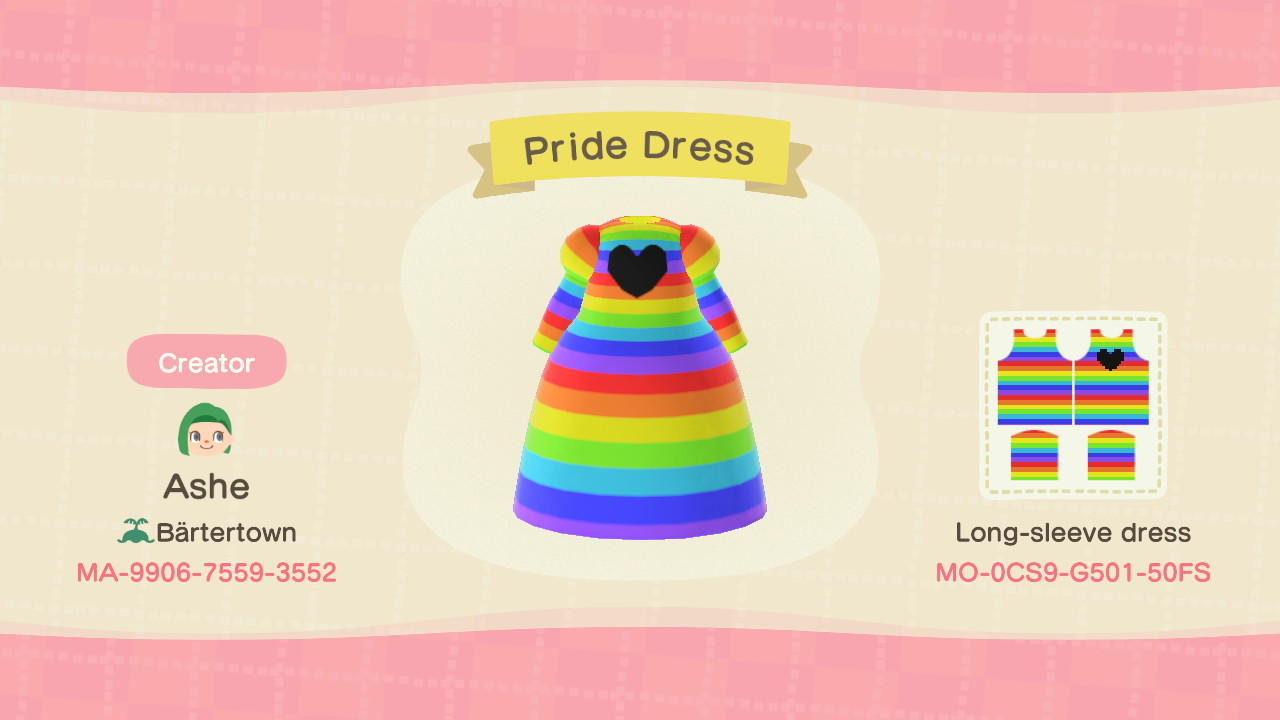 Pride Dress
Creator
Ashe
Bärtertown
MA-9906-7559-3552
Long-sleeve dress
MO-0CS9-G501-50FS